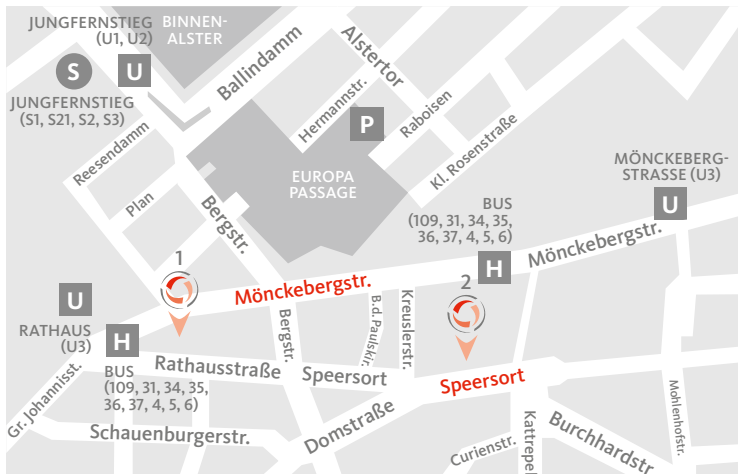 JUNGFERNSTIEG
(U1, U2)
BINNEN-
ALSTER
S
U
JUNGFERNSTIEG
(S1, S21, S2, S3)
Ballindamm
Alstertor
Hermannstr.
P
Raboisen
Kl. Rosenstraße
Reesendamm
Plan
Bergstr.
EUROPA
PASSAGE
MÖNCKEBERG-
STRASSE (U3)
U
BUS
(109, 31, 34, 35,
36, 37, 4, 5, 6)
H
Mönckebergstr.
1
Mönckebergstr.
2
U
RATHAUS
(U3)
H
BUS
(109, 31, 34, 35,
36, 37, 4, 5, 6)
Rathausstraße
Bergstr.
B.d. Paulskir.
Kreuslerstr.
Speersort
Speersort
Gr. Johannisst.
Schauenburgerstr.
Domstraße
Curienstr.
Kattrepel
Burchhardstr.
Mohlenhofstr.